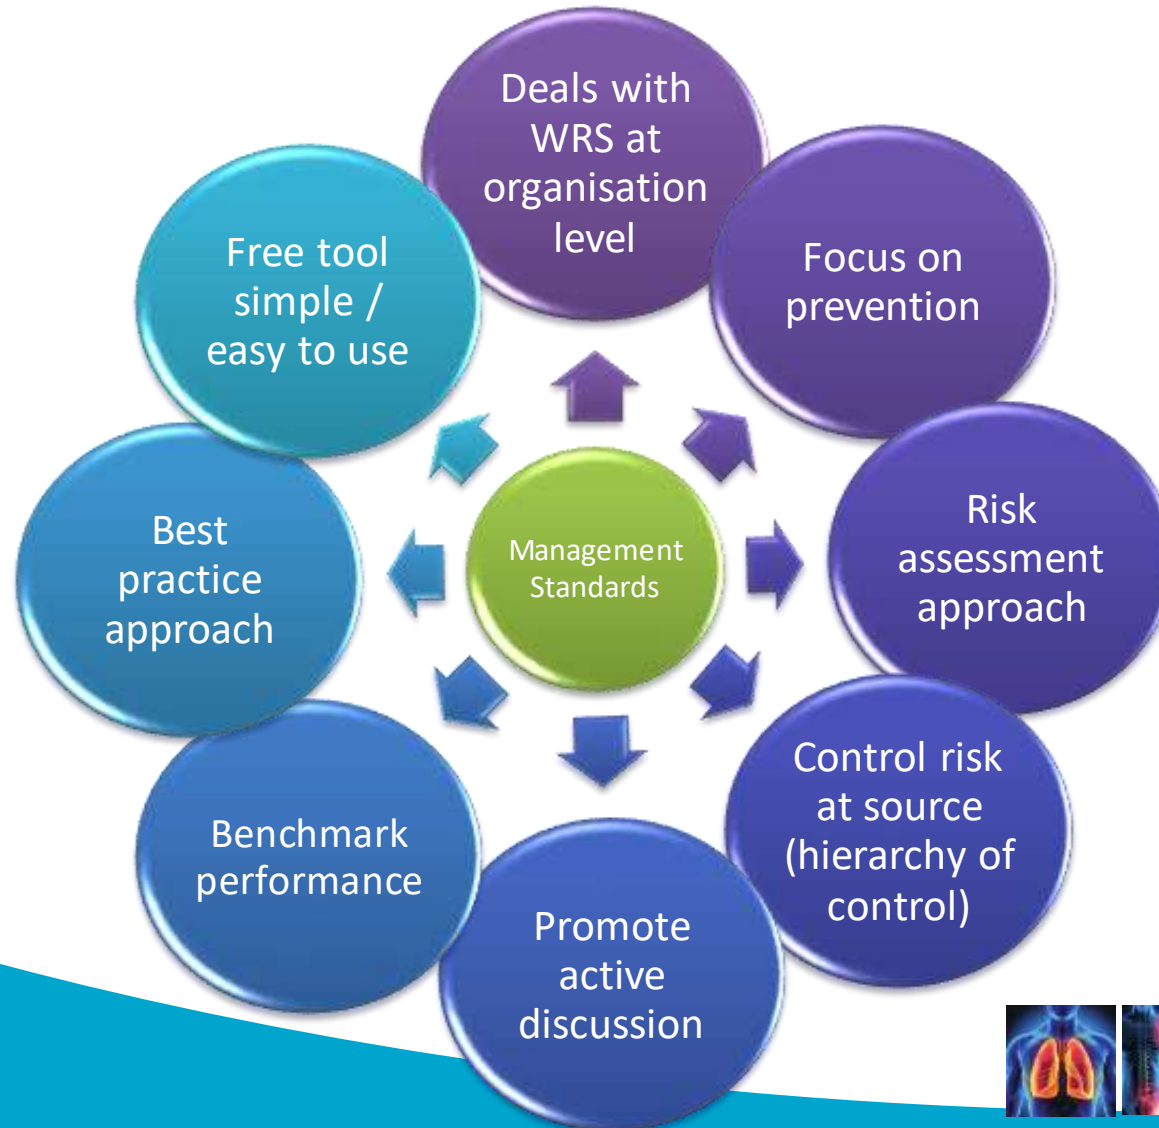 Deals with
WRS at
organisation
level
Focus on
prevention
Risk
assessment
approach
Control risk
at source
(hierarchy of
control)
Promote
active
discussion
Benchmark
performance
Best
practice
approach
Free tool
simple /
easy to use
Management
Standards